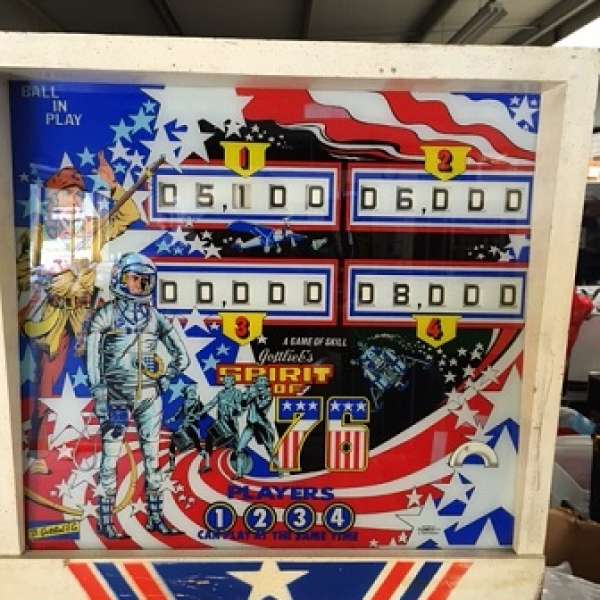 BALL
IN
PLAY
1
2
05,100
06,000
00,000
08,000
3
4
A GAME OF SKILL
Gottlieb's
SPIRIT
OF
76
PLAYERS
1 2 3 4
CAN PLAY AT THE SAME TIME